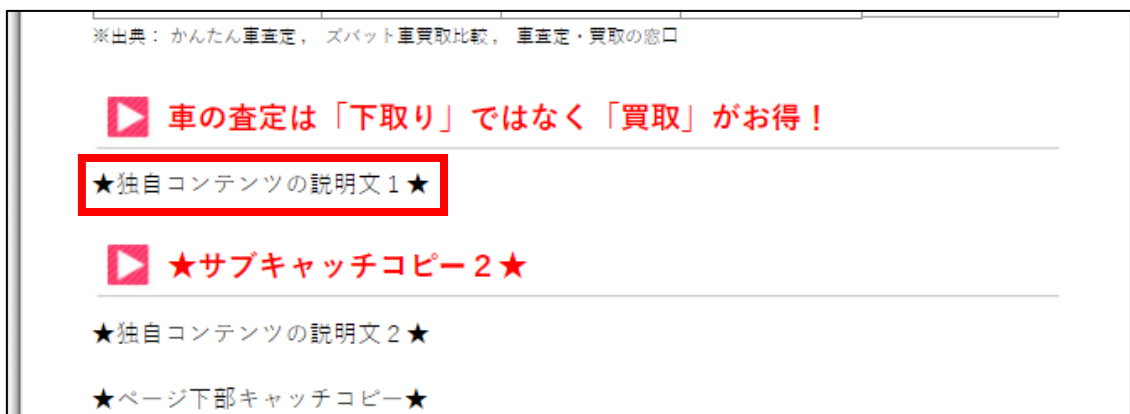 ※出典： かんたん車査定， ズバット車買取比較， 車査定・買取の窓口
車の査定は「下取り」ではなく「買取」がお得！
★独自コンテンツの説明文１★
★サブキャッチコピー２★
★独自コンテンツの説明文２★
★ページ下部キャッチコピー★